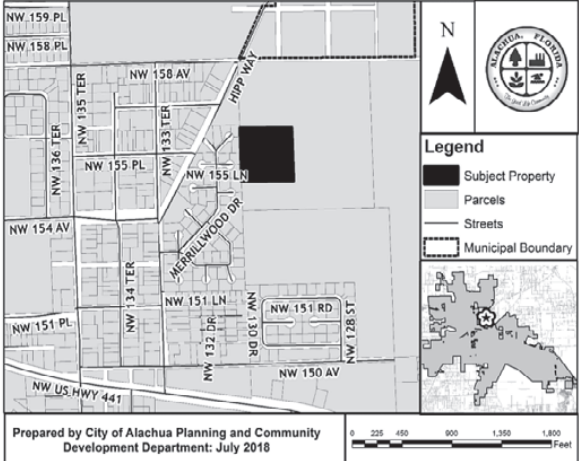 NW 159 PL
NW 158 PL
NW 158 AV
HIPP WAY
NW 135 TER
NW 136 TER
NW 133 TER
NW 155 PL
NW 155 LN
NW 154 AV
MERRILLWOOD DR
NW 134 TER
NW 151 LN
NW 132 DR
NW 130 DR
NW 151 RD
NW 128 ST
NW 151 PL
NW 150 AV
NW US HWY 441
N
ALACHUA, FLORIDA
Legend
Subject Property
Parcels
Streets
Municipal Boundary
Prepared by City of Alachua Planning and Community
Development Department: July 2018
0 225 450 900 1,350 1,800
Feet